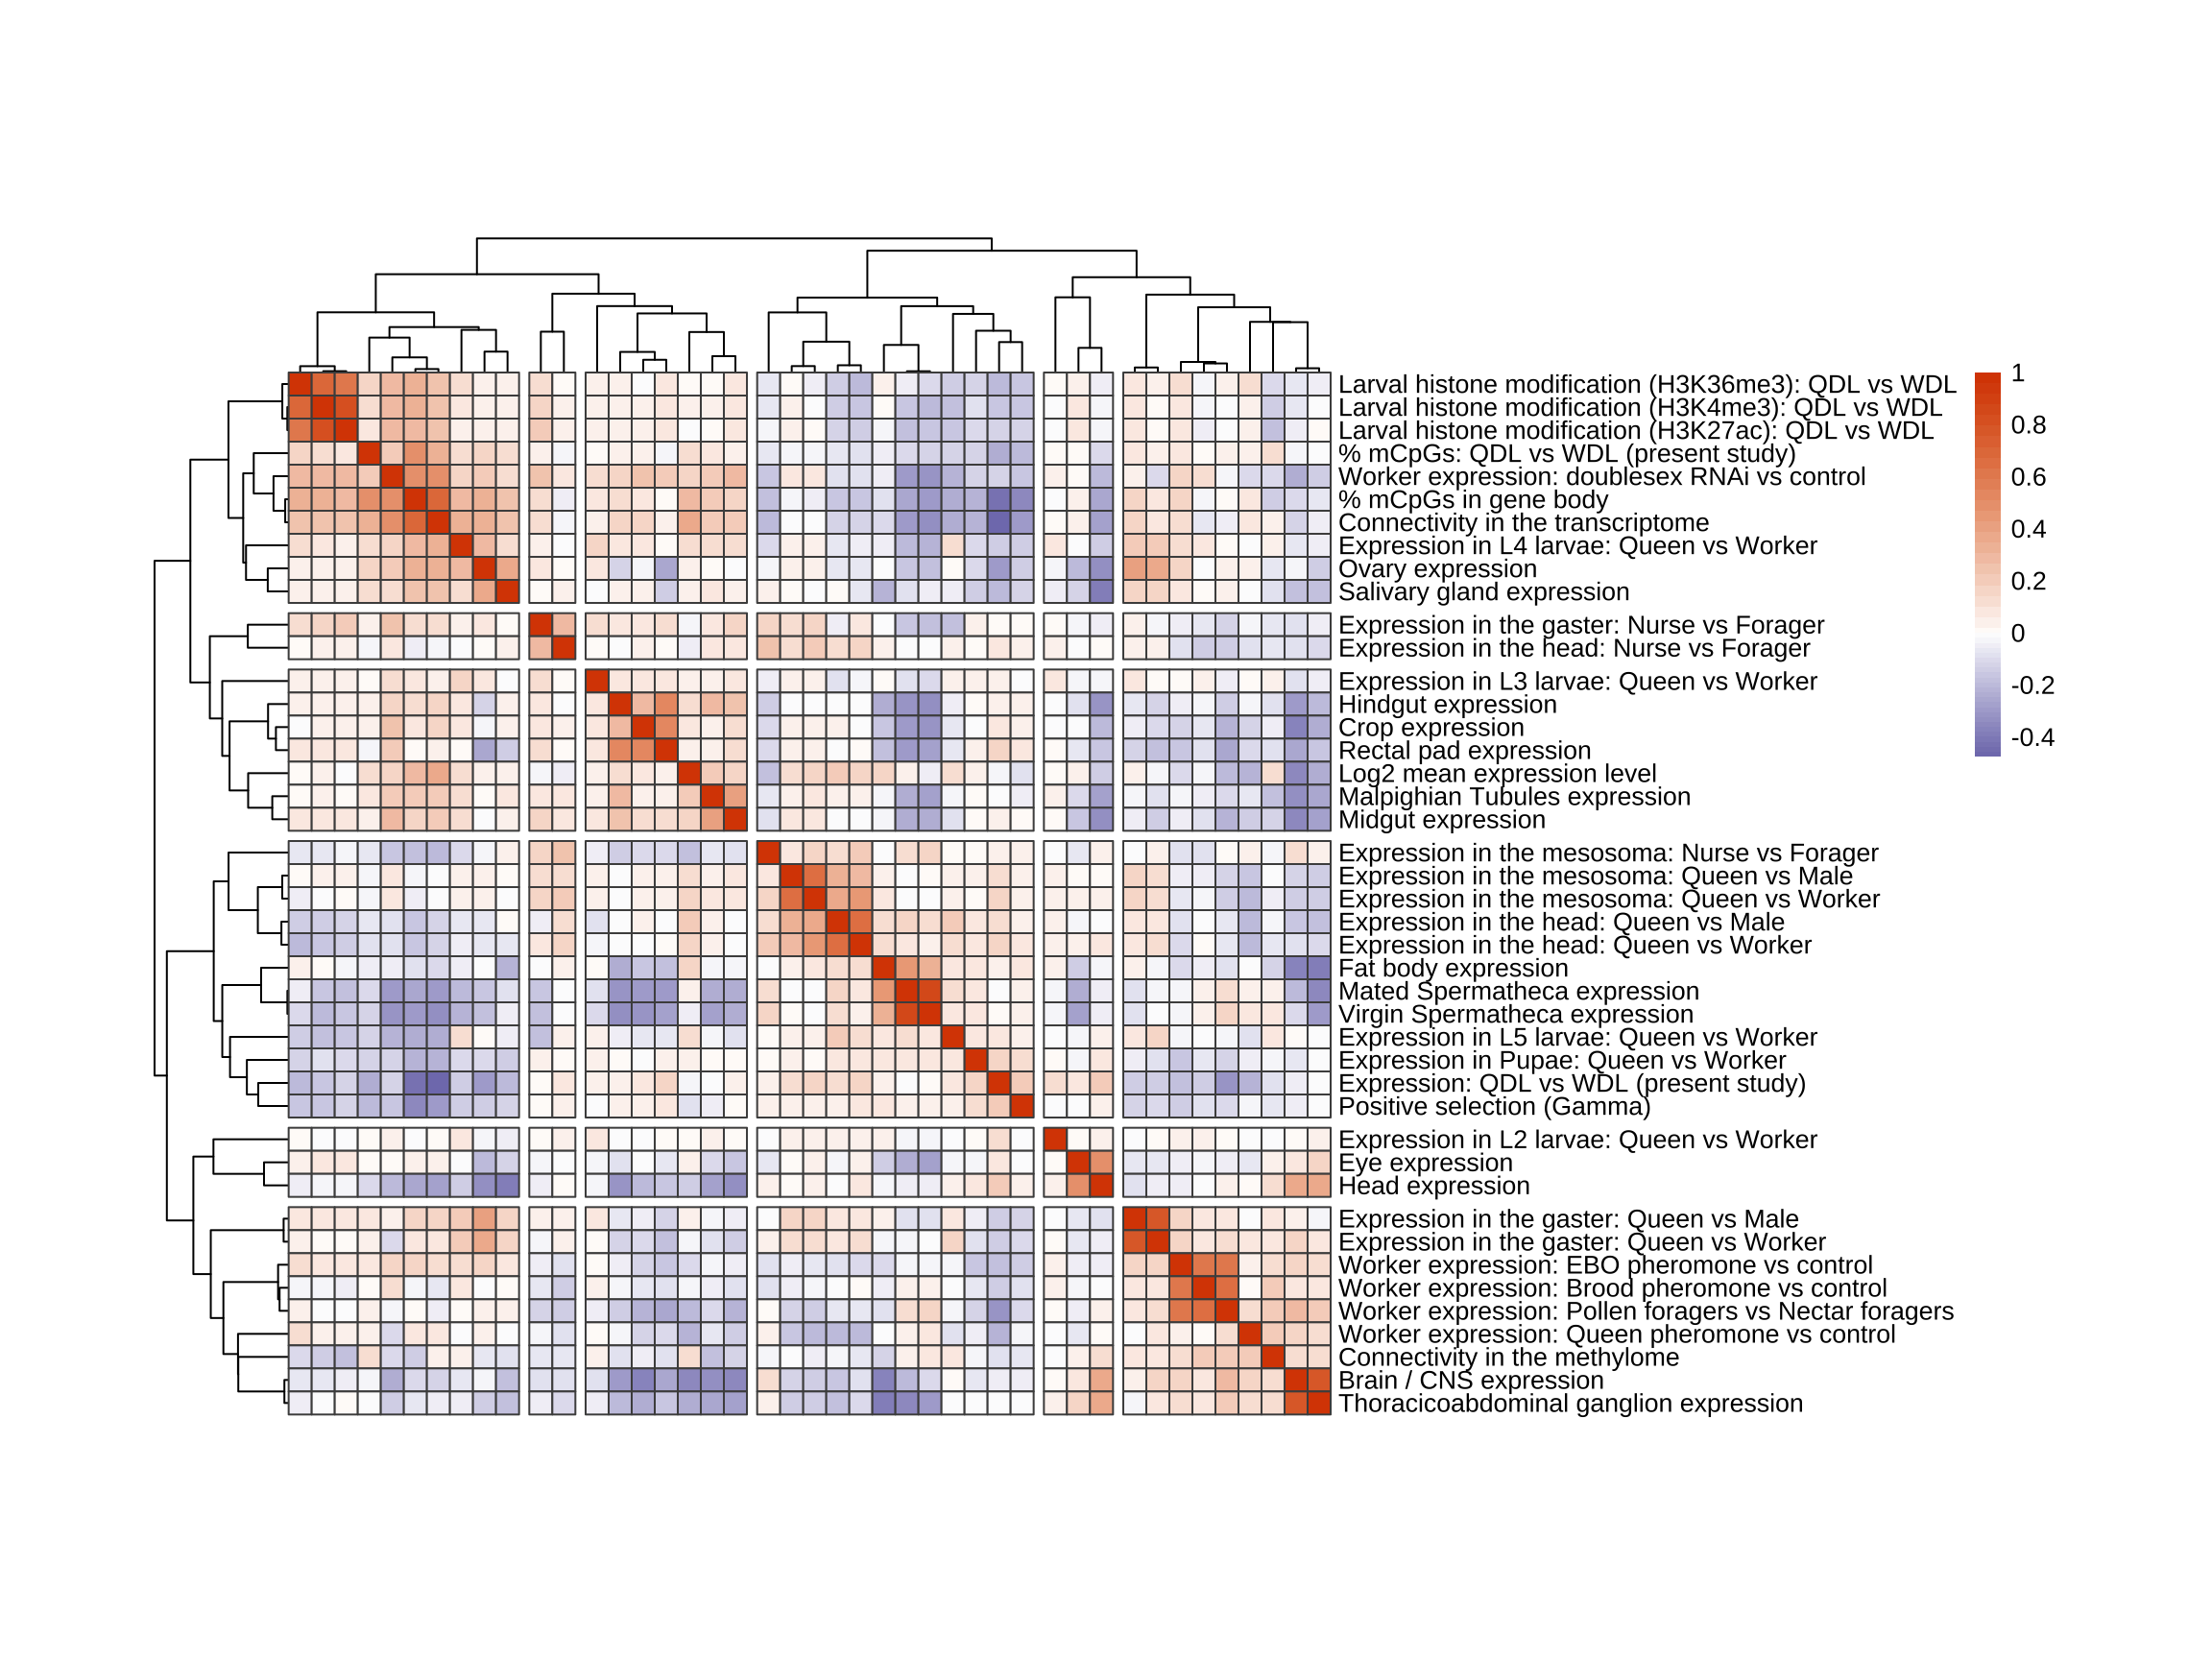 Larval histone modification (H3K36me3): QDL vs WDL
Larval histone modification (H3K4me3): QDL vs WDL
Larval histone modification (H3K27ac): QDL vs WDL
% mCpGs: QDL vs WDL (present study)
Worker expression: doublesex RNAi vs control
% mCpGs in gene body
Connectivity in the transcriptome
Expression in L4 larvae: Queen vs Worker
Ovary expression
Salivary gland expression
Expression in the gaster: Nurse vs Forager
Expression in the head: Nurse vs Forager
Expression in L3 larvae: Queen vs Worker
Hindgut expression
Crop expression
Rectal pad expression
Log2 mean expression level
Malpighian Tubules expression
Midgut expression
Expression in the mesosoma: Nurse vs Forager
Expression in the mesosoma: Queen vs Male
Expression in the mesosoma: Queen vs Worker
Expression in the head: Queen vs Male
Expression in the head: Queen vs Worker
Fat body expression
Mated Spermatheca expression
Virgin Spermatheca expression
Expression in L5 larvae: Queen vs Worker
Expression in Pupae: Queen vs Worker
Expression: QDL vs WDL (present study)
Positive selection (Gamma)
Expression in L2 larvae: Queen vs Worker
Eye expression
Head expression
Expression in the gaster: Queen vs Male
Expression in the gaster: Queen vs Worker
Worker expression: EBO pheromone vs control
Worker expression: Brood pheromone vs control
Worker expression: Pollen foragers vs Nectar foragers
Worker expression: Queen pheromone vs control
Connectivity in the methylome
Brain / CNS expression
Thoracicoabdominal ganglion expression
1
0.8
0.6
0.4
0.2
0
-0.2
-0.4